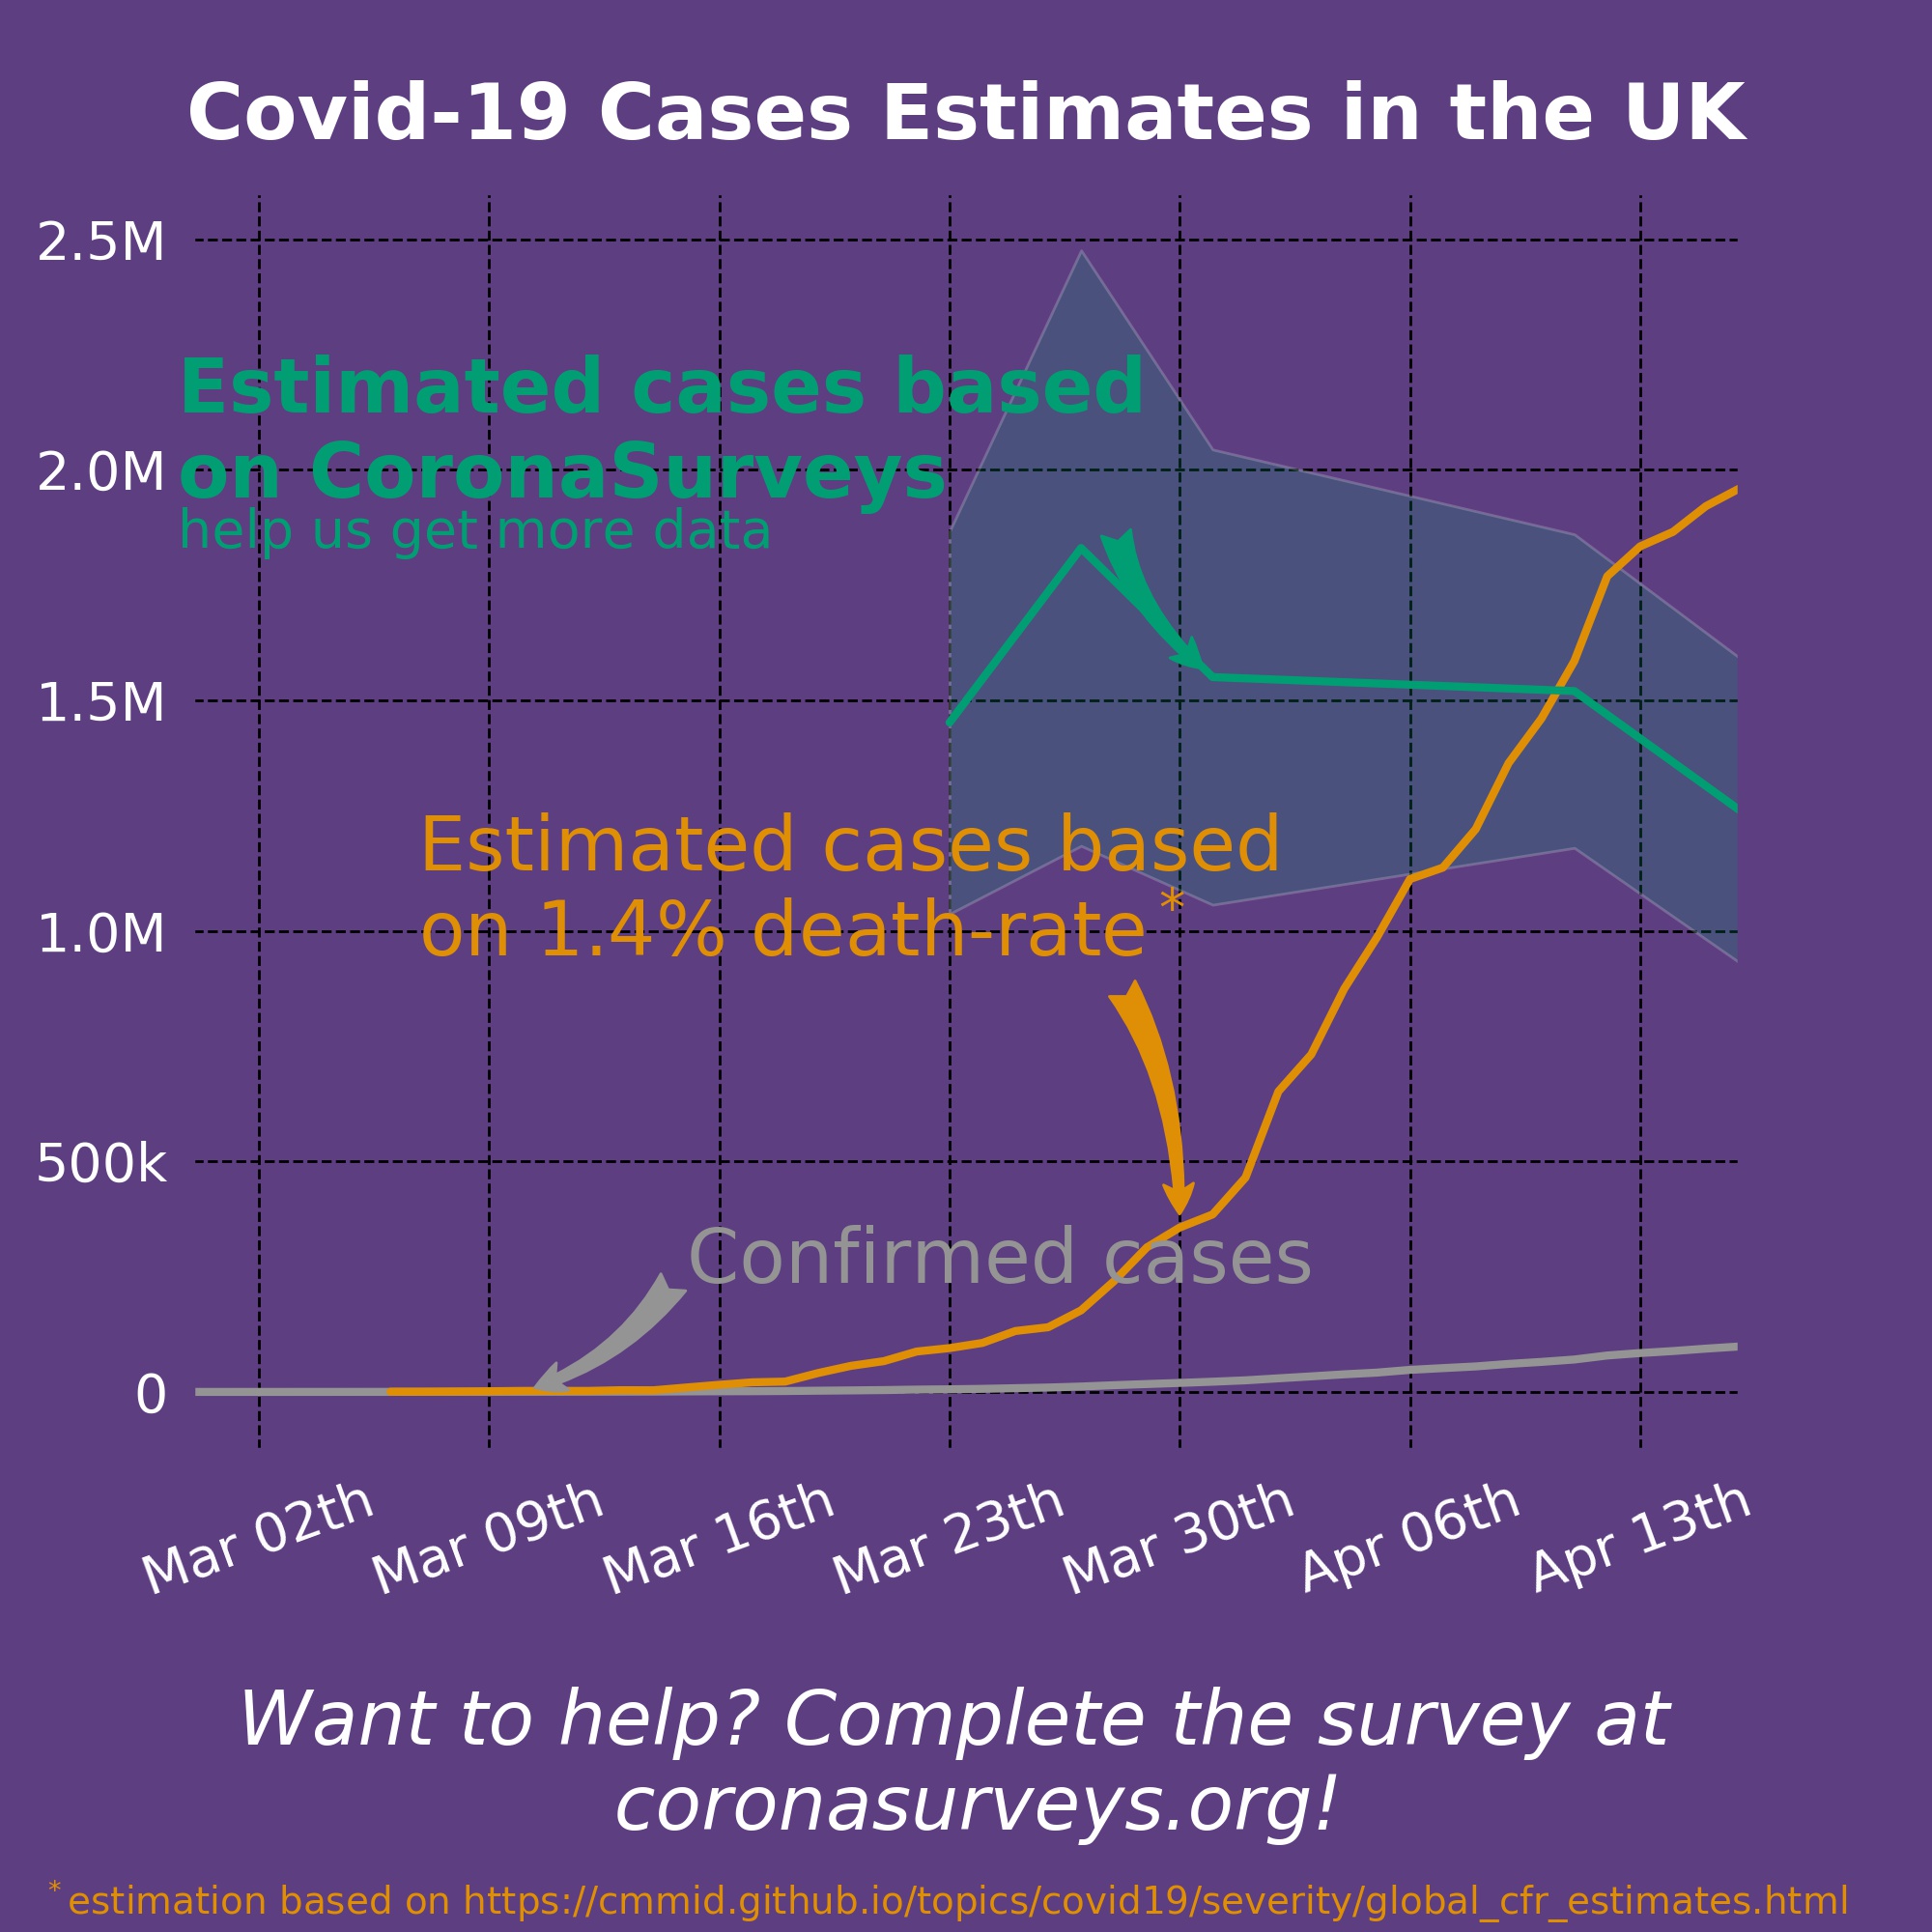 Covid-19 Cases Estimates in the UK
2.5M
Estimated cases based
2.0M on CoronaSurveys
help us get more data
1.5M
Estimated cases based
on 1.4% death-rate*
1.0M
500k
Confirmed cases
0
Mar 02th Mar 09th Mar 16th Mar 23th Mar 30th Apr 06th Apr 13th
Want to help? Complete the survey at
coronasurveys.org!
*estimation based on https://cmmid.github.io/topics/covid19/severity/global_cfr_estimates.html